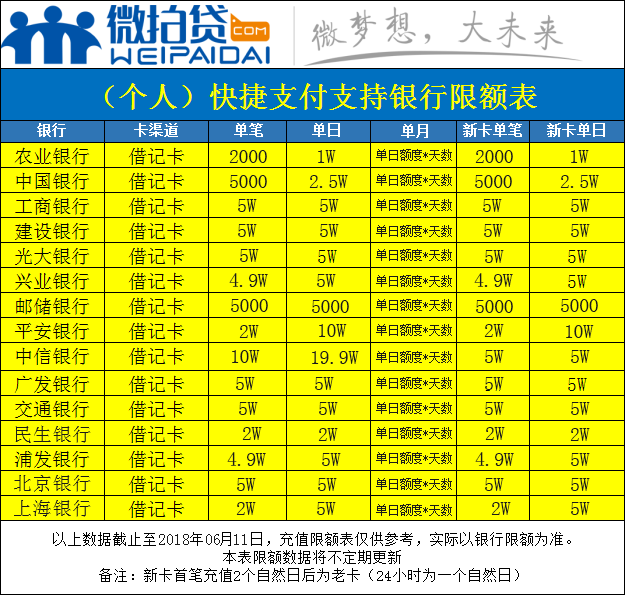 微拍贷.COM
WEIPAIDAI
微梦想，大未来
（个人）快捷支付支持银行限额表
银行 卡渠道 单笔 单日 单月 新卡单笔 新卡单日
农业银行 借记卡 2000 1W 单日额度*天数 2000 1W
中国银行 借记卡 5000 2.5W 单日额度*天数 5000 2.5W
工商银行 借记卡 5W 5W 单日额度*天数 5W 5W
建设银行 借记卡 5W 5W 单日额度*天数 5W 5W
光大银行 借记卡 5W 5W 单日额度*天数 5W 5W
兴业银行 借记卡 4.9W 5W 单日额度*天数 4.9W 5W
邮储银行 借记卡 5000 5000 单日额度*天数 5000 5000
平安银行 借记卡 2W 10W 单日额度*天数 2W 10W
中信银行 借记卡 10W 19.9W 单日额度*天数 5W 5W
广发银行 借记卡 5W 5W 单日额度*天数 5W 5W
交通银行 借记卡 5W 5W 单日额度*天数 5W 5W
民生银行 借记卡 2W 2W 单日额度*天数 2W 2W
浦发银行 借记卡 4.9W 5W 单日额度*天数 4.9W 5W
北京银行 借记卡 5W 5W 单日额度*天数 5W 5W
上海银行 借记卡 2W 5W 单日额度*天数 2W 5W
以上数据截止至2018年06月11日，充值限额表仅供参考，实际以银行限额为准。
本表限额数据将不定期更新
备注：新卡首笔充值2个自然日后为老卡（24小时为一个自然日）